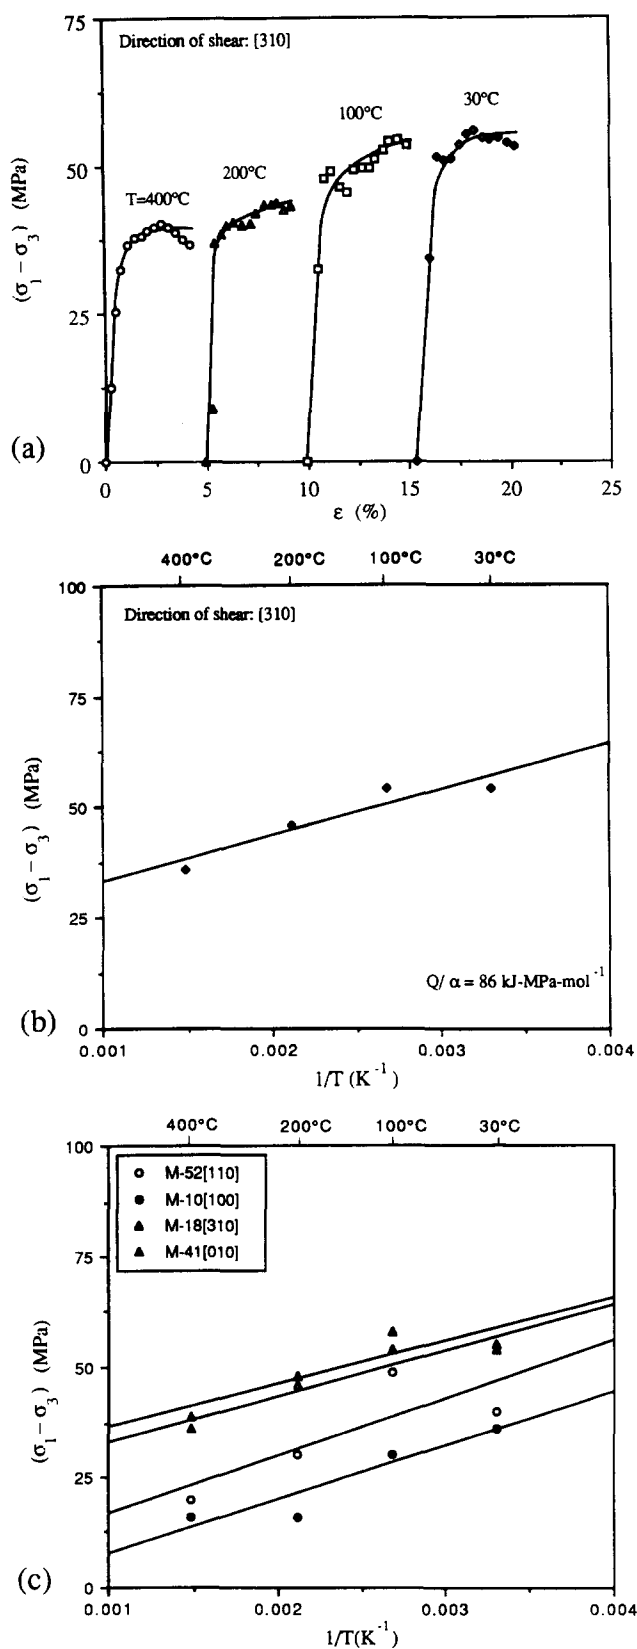 75
Direction of shear: [310]
100°C
30°C
200°C
T=400°C
50
25
0
(σ1 − σ3) (MPa)
(a)
0 5 10 15 20 25
ε (%)
400°C 200°C 100°C 30°C
100
Direction of shear: [310]
75
50
25
0
(σ1 − σ3) (MPa)
Q/ α = 86 kJ-MPa-mol -1
(b)
0.001 0.002 0.003 0.004
1/T (K -1)
400°C 200°C 100°C 30°C
100
M-52[110]
M-10[100]
M-18[310]
M-41[010]
75
50
25
0
(σ1 − σ3) (MPa)
(c)
0.001 0.002 0.003 0.004
1/T(K-1)